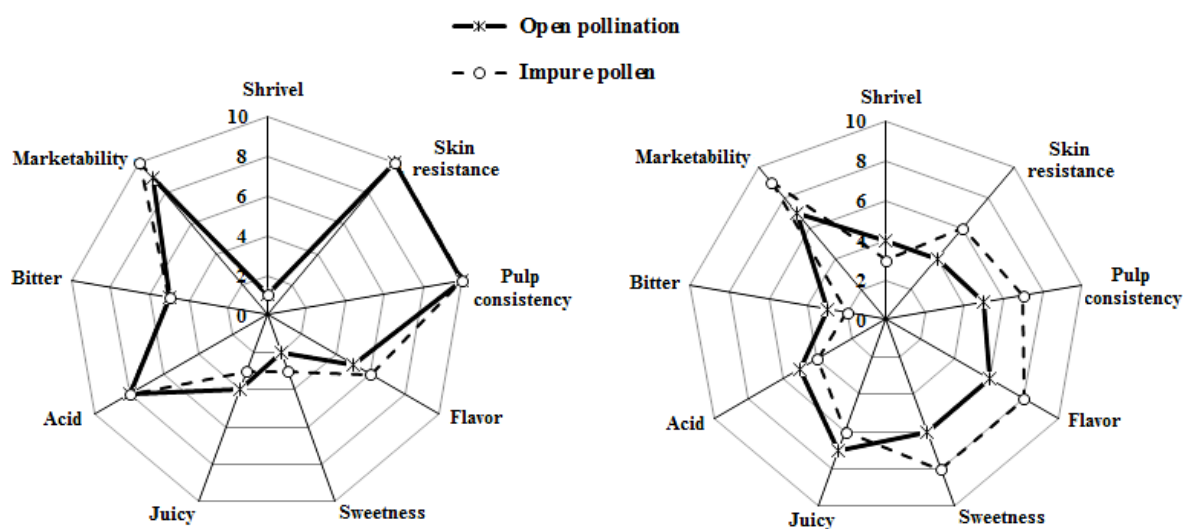 Open pollination
Impure pollen
Shrivel
10
8
6
4
2
0
Marketability
Skin
resistance
Bitter
Pulp
consistency
Acid
Flavor
Juicy
Sweetness
Shrivel
10
8
6
4
2
0
Marketability
Skin
resistance
Bitter
Pulp
consistency
Acid
Flavor
Juicy
Sweetness